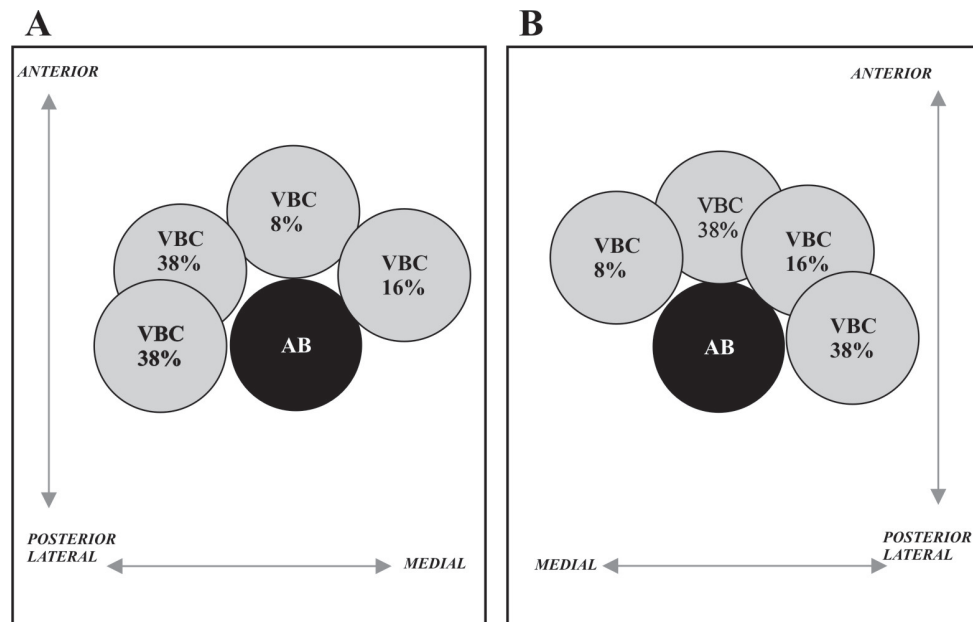 A
ANTERIOR
VBC
8%
VBC
38%
VBC
16%
VBC
38%
AB
POSTERIOR
LATERAL
MEDIAL
B
ANTERIOR
VBC
38%
VBC
8%
VBC
16%
VBC
38%
AB
POSTERIOR
LATERAL
MEDIAL